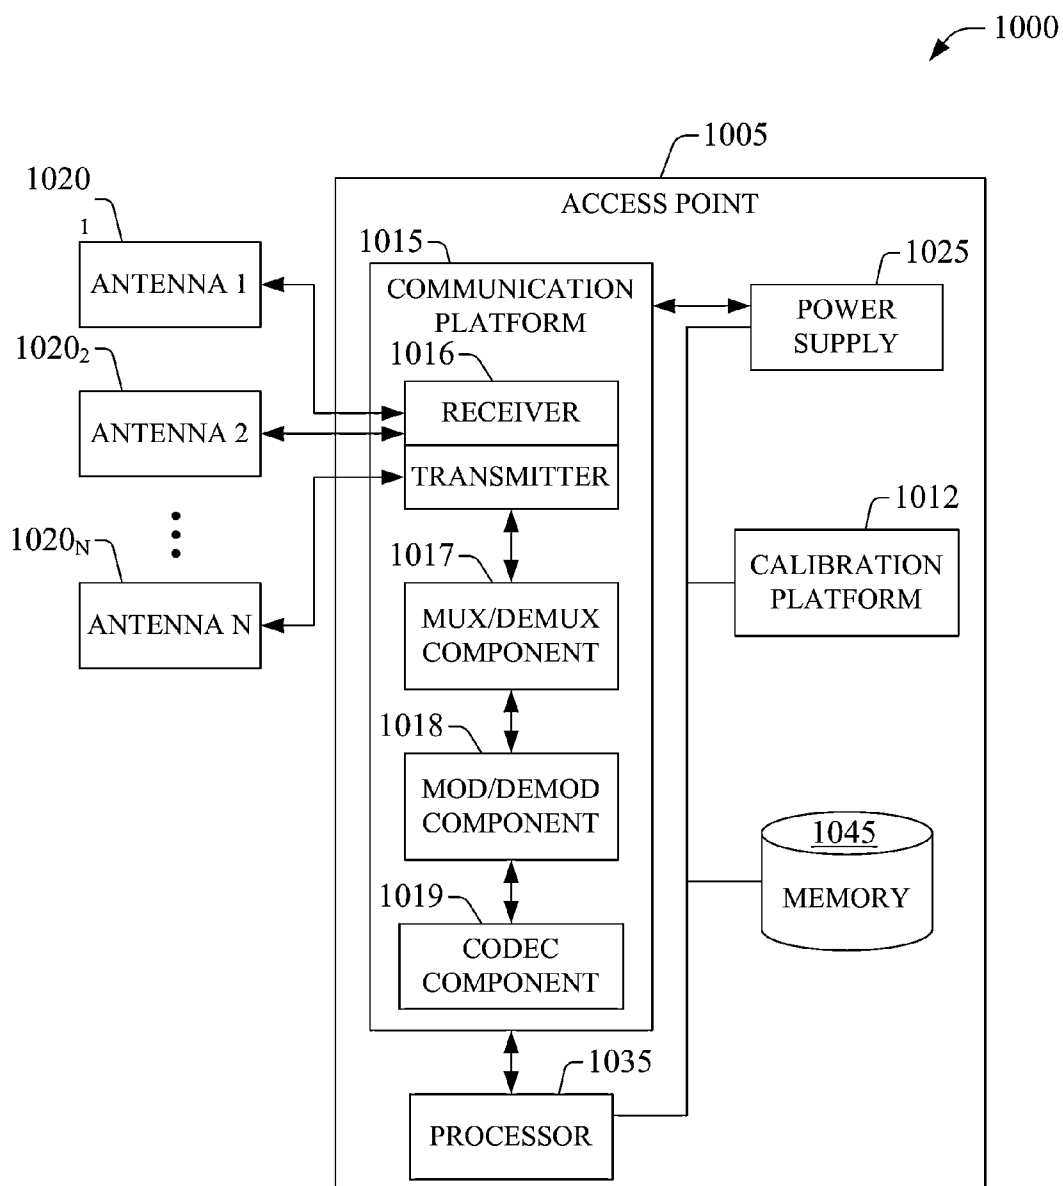 1000
1005
ACCESS POINT
1020
1
ANTENNA 1
1020₂
ANTENNA 2
1020ₙ
ANTENNA N
1015
COMMUNICATION
PLATFORM
1016
RECEIVER
TRANSMITTER
1017
MUX/DEMUX
COMPONENT
1018
MOD/DEMOD
COMPONENT
1019
CODEC
COMPONENT
1025
POWER
SUPPLY
1012
CALIBRATION
PLATFORM
1045
MEMORY
1035
PROCESSOR